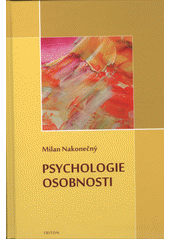 Milan Nakonečný
PSYCHOLOGIE
OSOBNOSTI
TRITON